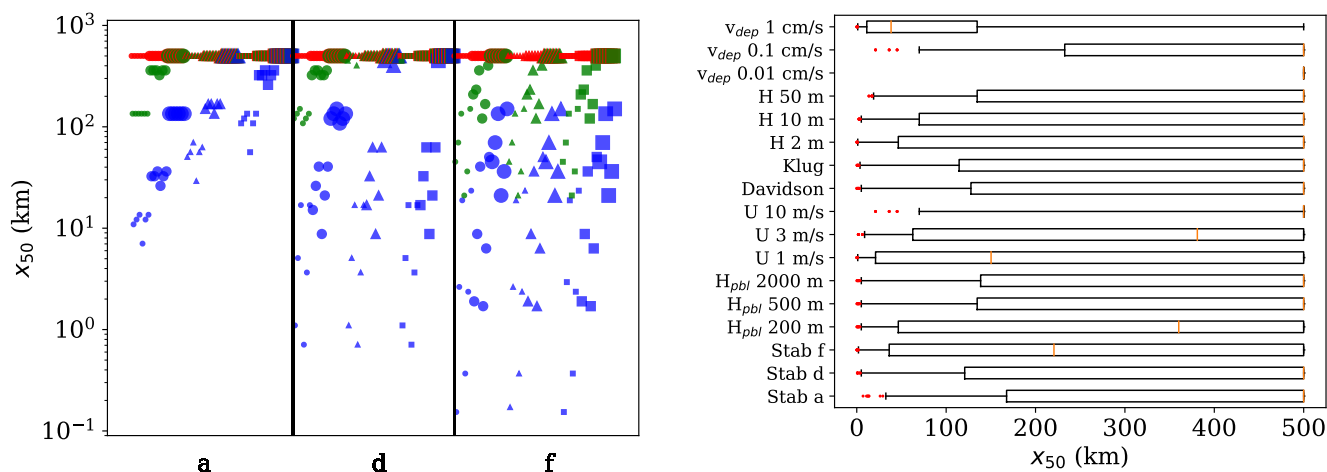 10³
10²
10¹
10⁰
10⁻¹
x₅₀ (km)
a d f
v_dep 1 cm/s
v_dep 0.1 cm/s
v_dep 0.01 cm/s
H 50 m
H 10 m
H 2 m
Klug
Davidson
U 10 m/s
U 3 m/s
U 1 m/s
H_pbl 2000 m
H_pbl 500 m
H_pbl 200 m
Stab f
Stab d
Stab a
0 100 200 300 400 500
x₅₀ (km)